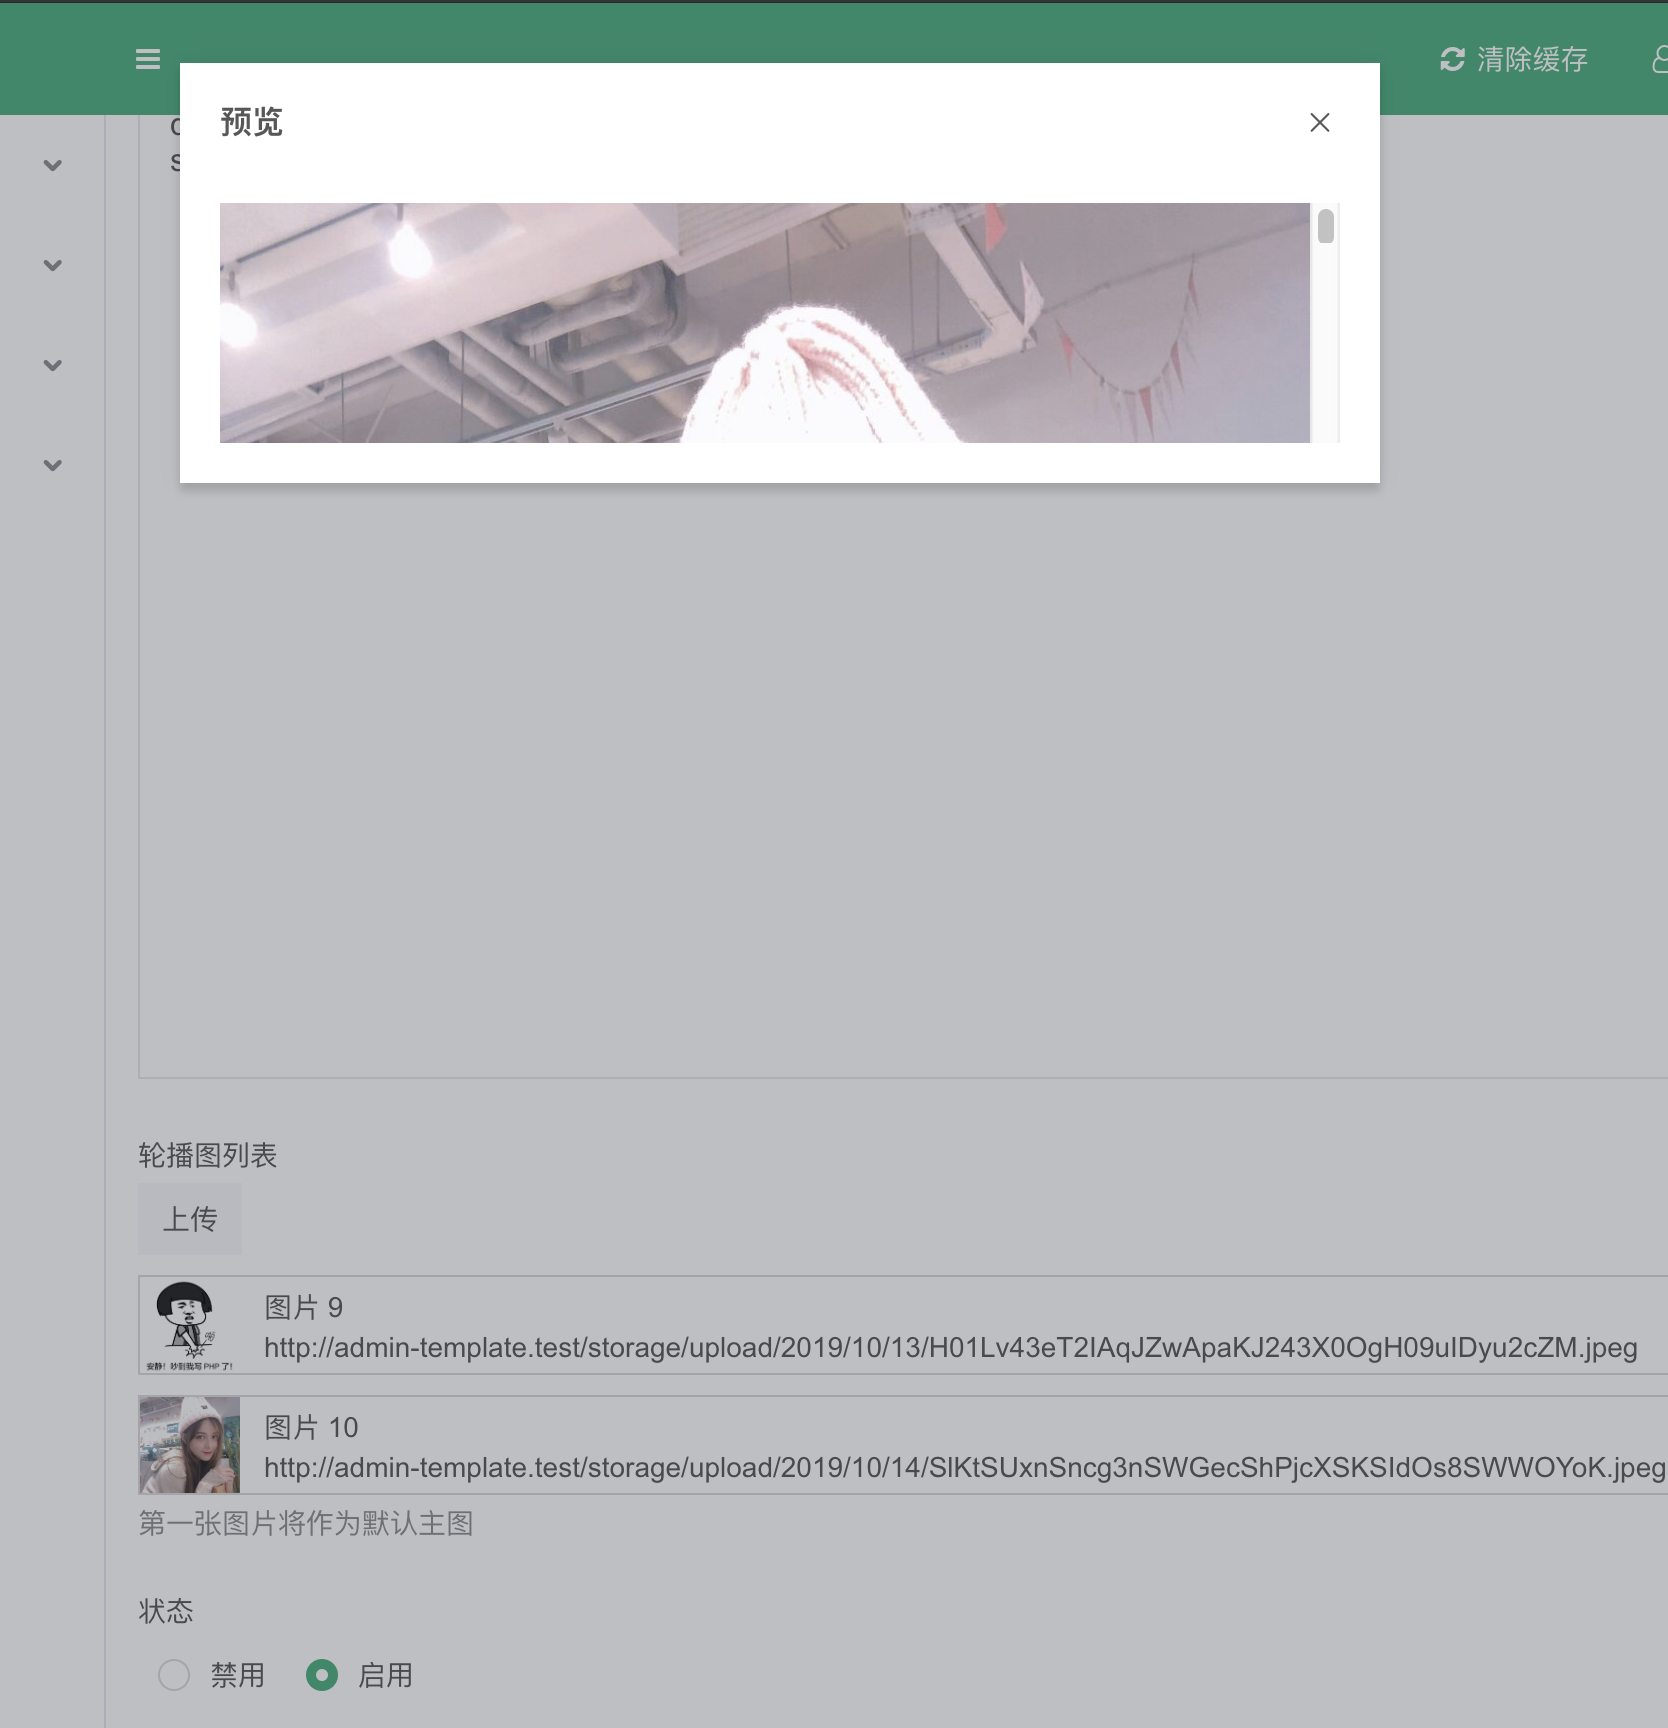 清除缓存
预览
轮播图列表
上传
图片 9
http://admin-template.test/storage/upload/2019/10/13/H01Lv43eT2IAqJZwApaKJ243X0OgH09uIDyu2cZM.jpeg
安静！吵到我写 PHP 了！
图片 10
http://admin-template.test/storage/upload/2019/10/14/SlKtSUxnSncg3nSWGecShPjcXSKSIdOs8SWWOYoK.jpeg
第一张图片将作为默认主图
状态
禁用
启用